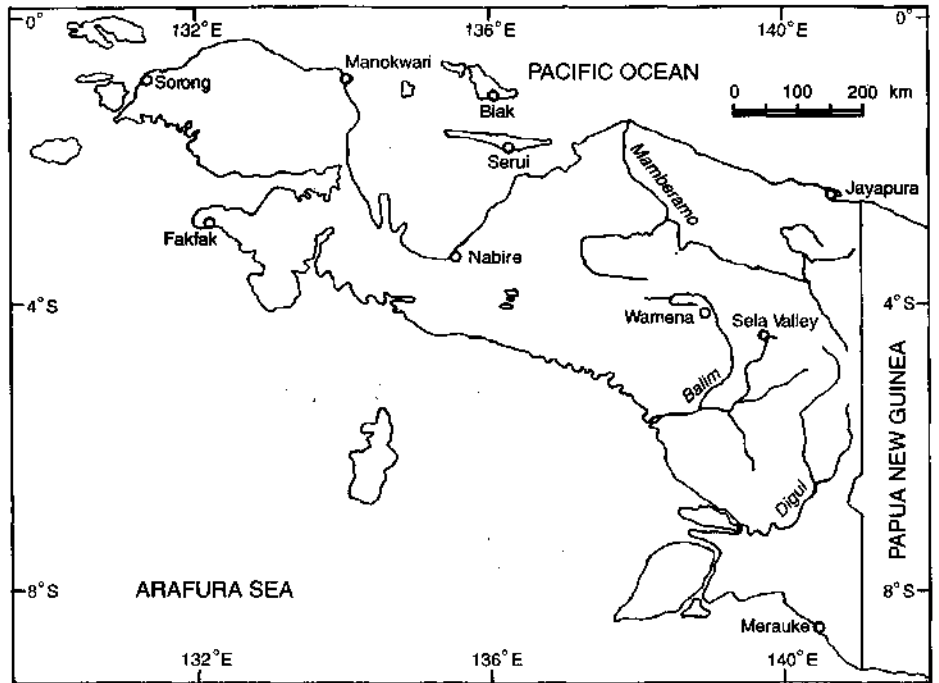 0°
132°E
136°E
140°E
0°
Manokwari
PACIFIC OCEAN
Sorong
0 100 200 km
Biak
Serui
Mamberamo
Jayapura
Fakfak
Nabire
4°S
4°S
Wamena
Sela Valley
Balim
Digul
PAPUA NEW GUINEA
8°S
ARAFURA SEA
8°S
Merauke
132°E
136°E
140°E